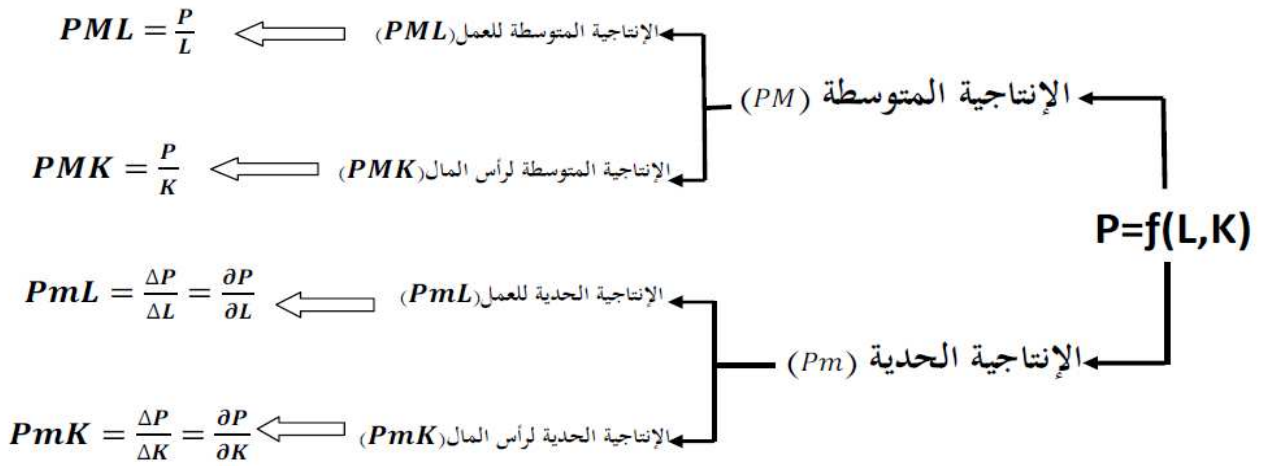 P=ƒ(L,K)
الإنتاجية المتوسطة (PM)
الإنتاجية المتوسطة للعمل(PML)
PML = P/L
الإنتاجية المتوسطة لرأس المال(PMK)
PMK = P/K
الإنتاجية الحدية (Pm)
الإنتاجية الحدية للعمل(PmL)
PmL = ΔP/ΔL = ∂P/∂L
الإنتاجية الحدية لرأس المال(PmK)
PmK = ΔP/ΔK = ∂P/∂K